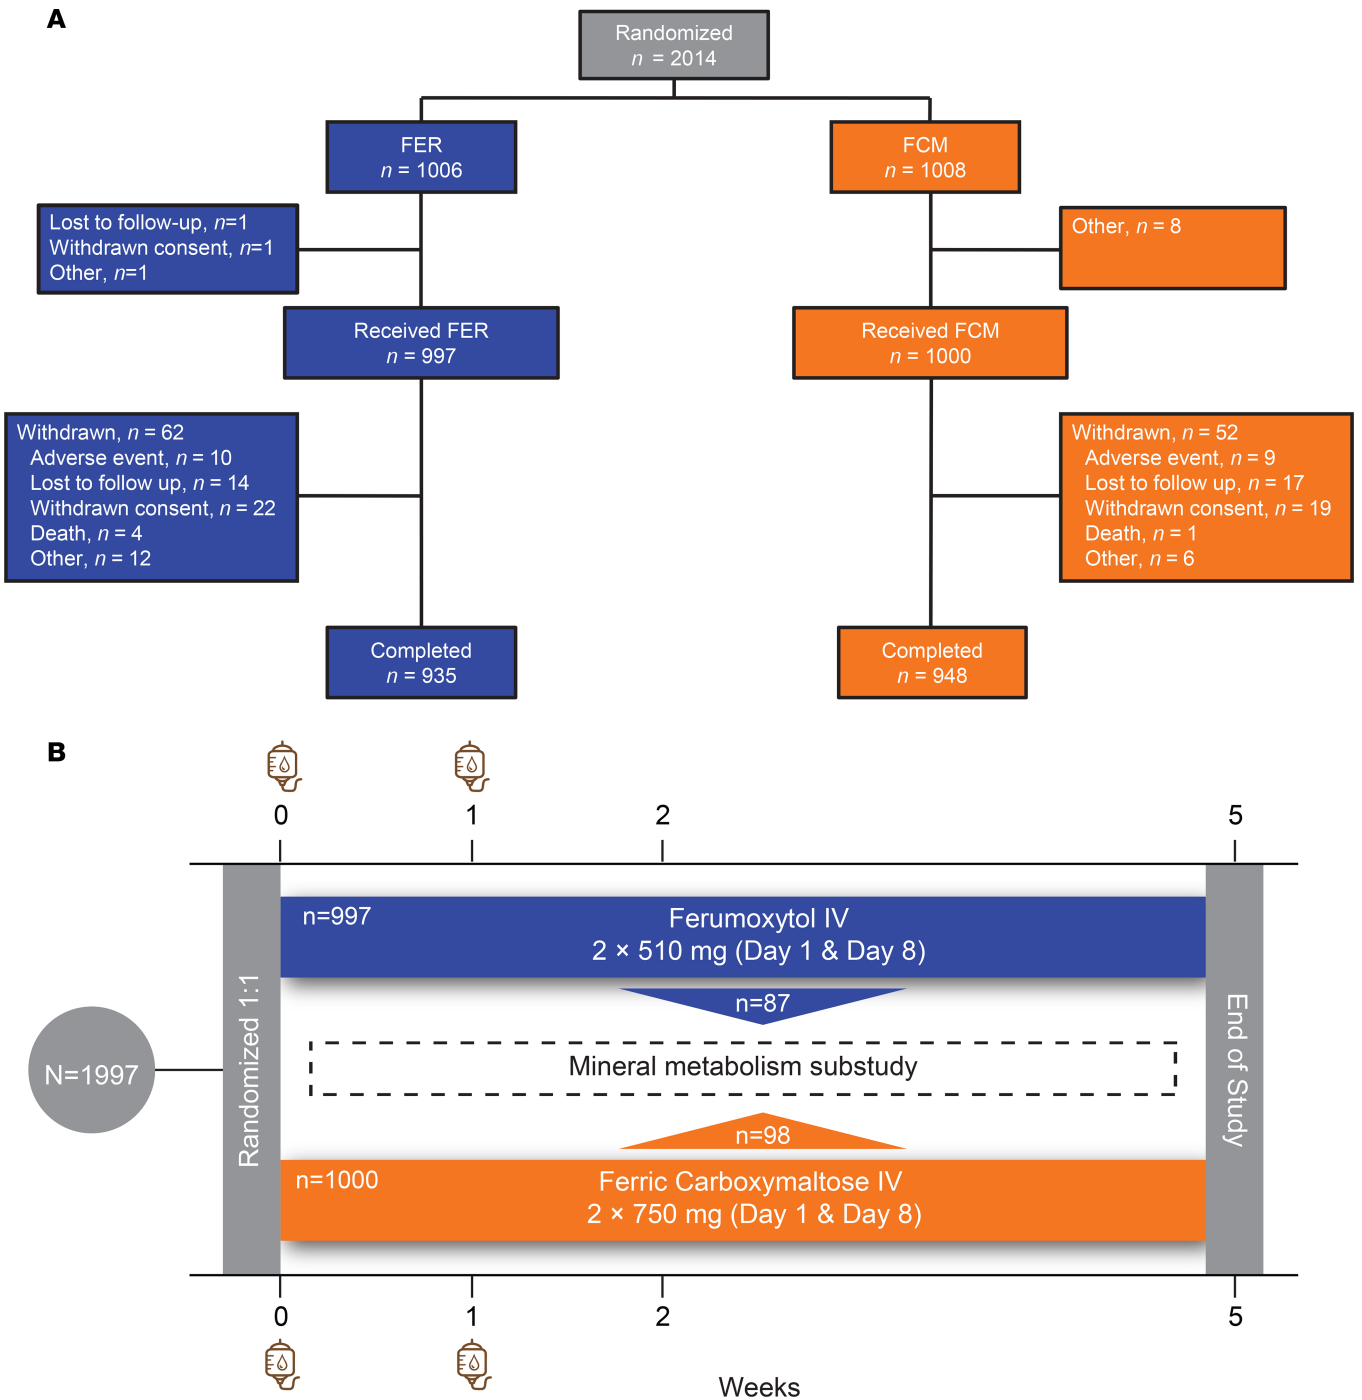 A
Randomized
n = 2014
FER
n = 1006
FCM
n = 1008
Lost to follow-up, n=1
Withdrawn consent, n=1
Other, n=1
Other, n = 8
Received FER
n = 997
Received FCM
n = 1000
Withdrawn, n = 62
Adverse event, n = 10
Lost to follow up, n = 14
Withdrawn consent, n = 22
Death, n = 4
Other, n = 12
Withdrawn, n = 52
Adverse event, n = 9
Lost to follow up, n = 17
Withdrawn consent, n = 19
Death, n = 1
Other, n = 6
Completed
n = 935
Completed
n = 948
B
0 1 2 5
N=1997
Randomized 1:1
n=997
Ferumoxytol IV
2 × 510 mg (Day 1 & Day 8)
n=87
Mineral metabolism substudy
n=98
n=1000
Ferric Carboxymaltose IV
2 × 750 mg (Day 1 & Day 8)
End of Study
0 1 2 5
Weeks